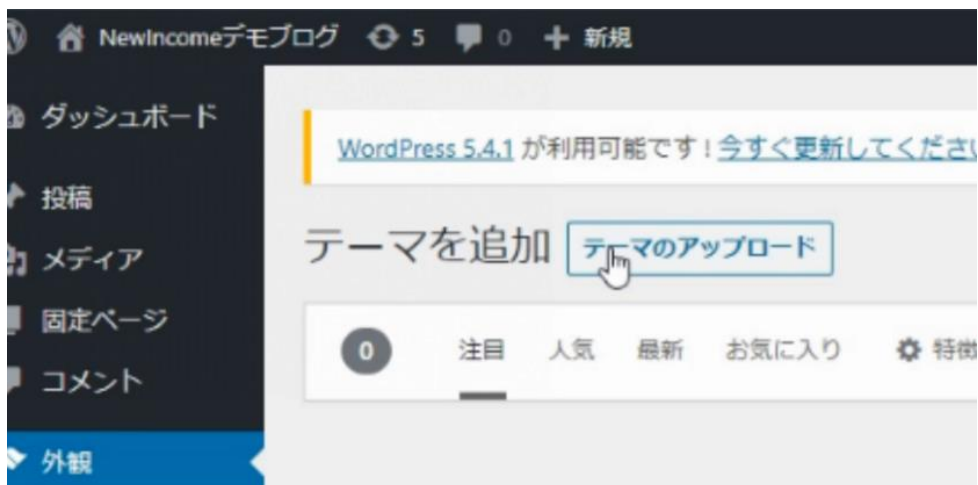 NewIncomeデモブログ 5 0 + 新規
ダッシュボード
WordPress 5.4.1 が利用可能です ! 今すぐ更新してください
投稿
テーマを追加 テーマのアップロード
メディア
固定ページ
0 注目 人気 最新 お気に入り 特徴
コメント
外観